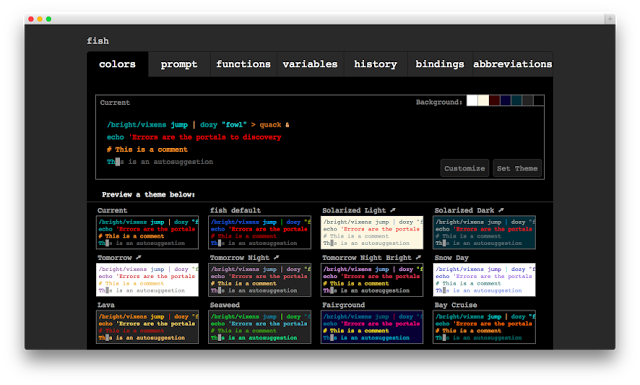 fish
colors prompt functions variables history bindings abbreviations
Current Background:
/bright/vixens jump | dozy "fowl" > quack &
echo 'Errors are the portals to discovery
# This is a comment
This is an autosuggestion
Customize Set Theme
Preview a theme below:
Current fish default Solarized Light ↗ Solarized Dark ↗
/bright/vixens jump | dozy "f /bright/vixens jump | dozy "f /bright/vixens jump | dozy "f /bright/vixens jump | dozy "f
echo 'Errors are the portals echo 'Errors are the portals echo 'Errors are the portals echo 'Errors are the portals
# This is a comment # This is a comment # This is a comment # This is a comment
This is an autosuggestion This is an autosuggestion This is an autosuggestion This is an autosuggestion
Tomorrow ↗ Tomorrow Night ↗ Tomorrow Night Bright ↗ Snow Day
/bright/vixens jump | dozy "f /bright/vixens jump | dozy "f /bright/vixens jump | dozy "f /bright/vixens jump | dozy "f
echo 'Errors are the portals echo 'Errors are the portals echo 'Errors are the portals echo 'Errors are the portals
# This is a comment # This is a comment # This is a comment # This is a comment
This is an autosuggestion This is an autosuggestion This is an autosuggestion This is an autosuggestion
Lava Seaweed Fairground Bay Cruise
/bright/vixens jump | dozy "f /bright/vixens jump | dozy "f /bright/vixens jump | dozy "f /bright/vixens jump | dozy "f
echo 'Errors are the portals echo 'Errors are the portals echo 'Errors are the portals echo 'Errors are the portals
# This is a comment # This is a comment # This is a comment # This is a comment
This is an autosuggestion This is an autosuggestion This is an autosuggestion This is an autosuggestion